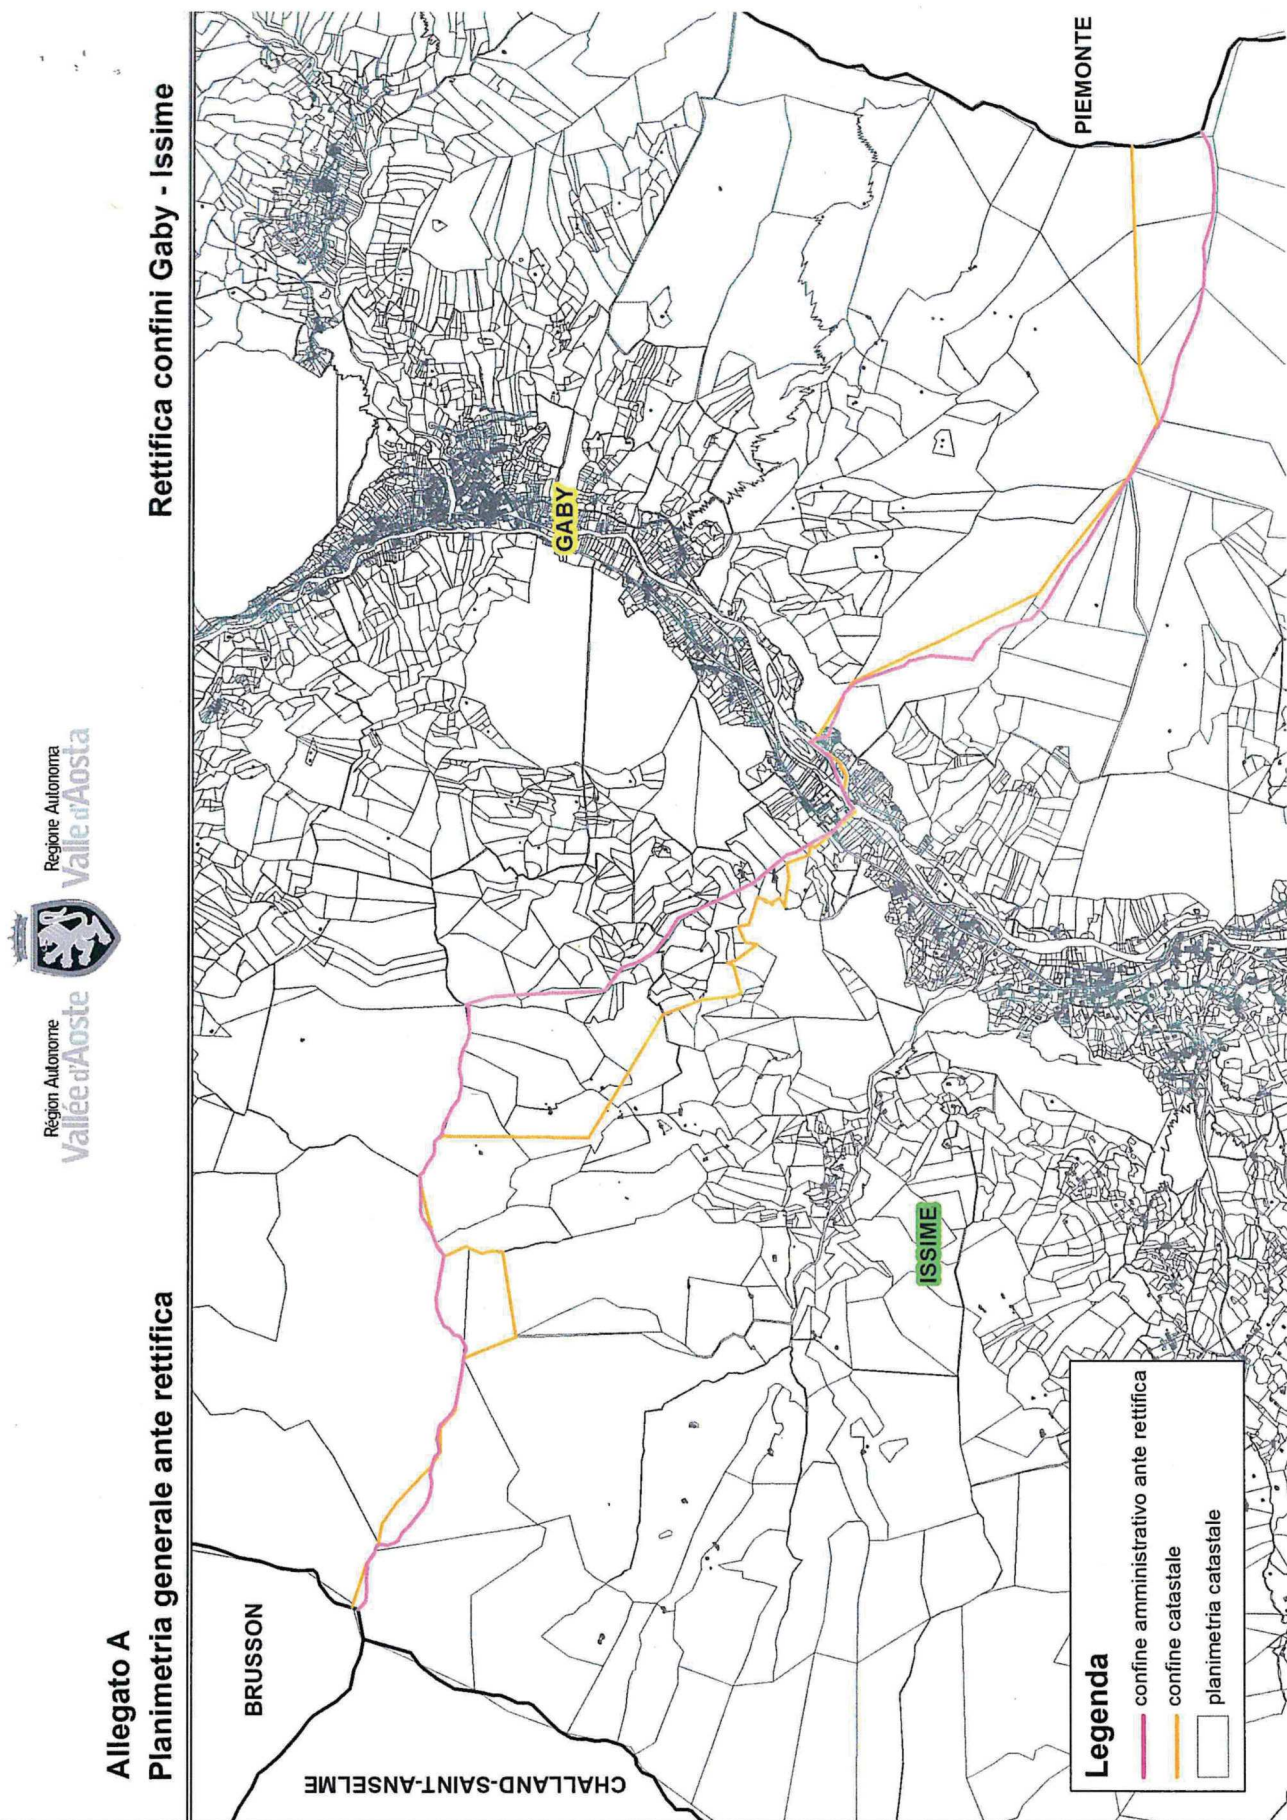 Région Autonome
Vallée d'Aoste
Regione Autonoma
Valle d'Aosta
Allegato A
Planimetria generale ante rettifica
Rettifica confini Gaby - Issime
BRUSSON
CHALLAND-SAINT-ANSELME
GABY
ISSIME
PIEMONTE
Legenda
confine amministrativo ante rettifica
confine catastale
planimetria catastale